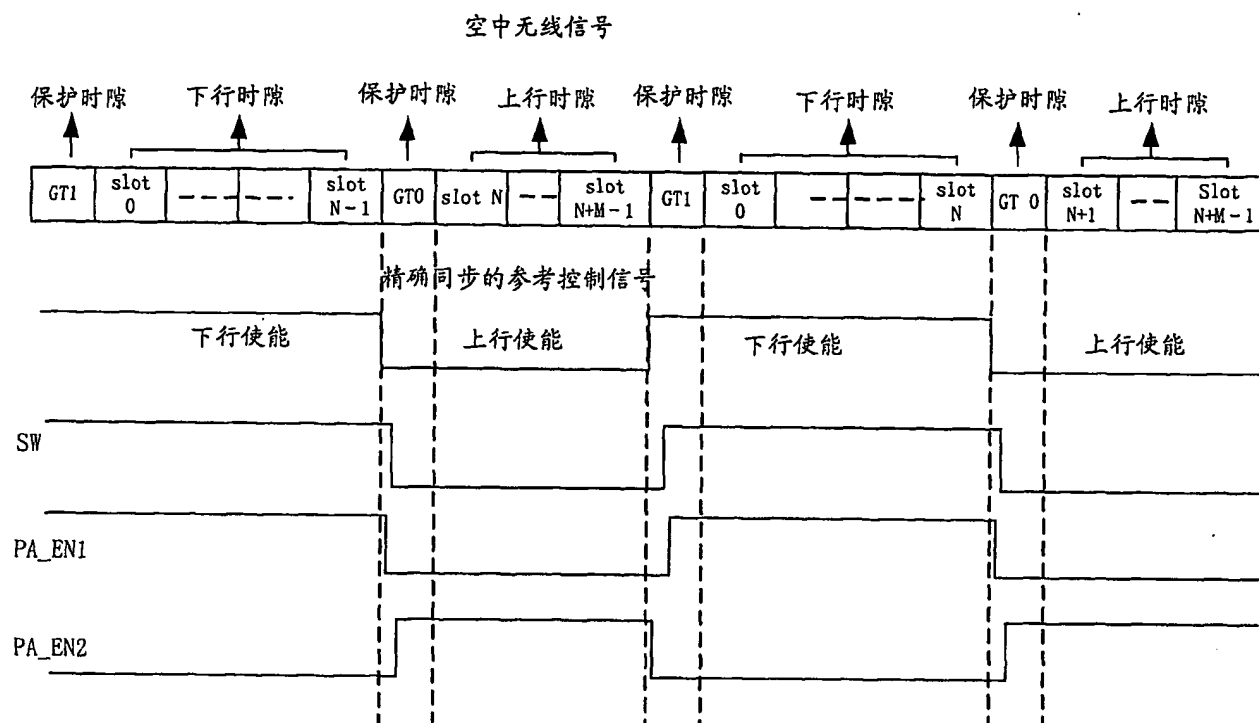 空中无线信号
保护时隙 下行时隙 保护时隙 上行时隙 保护时隙 下行时隙 保护时隙 上行时隙
GT1 slot 0 slot N-1 GT0 slot N slot N+M-1 GT1 slot 0 slot N GT 0 slot N+1 Slot N+M-1
精确同步的参考控制信号
下行使能 上行使能 下行使能 上行使能
SW
PA_EN1
PA_EN2